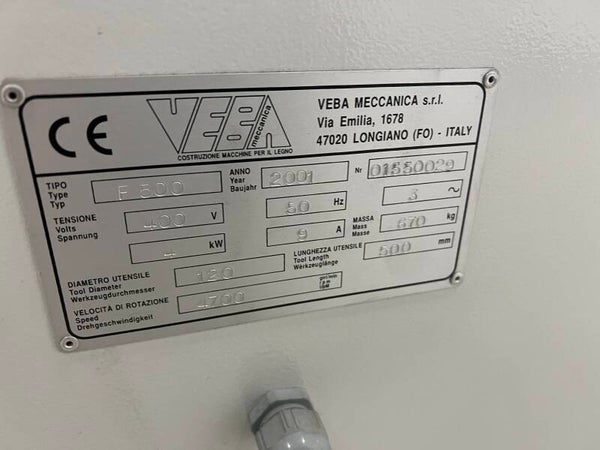 CE VEBA meccanica
COSTRUZIONE MACCHINE PER IL LEGNO
VEBA MECCANICA s.r.l.
Via Emilia, 1678
47020 LONGIANO (FO) - ITALY
TIPO
Type
Typ
F 500
ANNO
Year
Baujahr
2001
Nr 01550029
TENSIONE
Volts
Spannung
400 V
50 Hz
3 ~
4 kW
9 A
MASSA
Mass
Masse
670 kg
DIAMETRO UTENSILE
Tool Diameter
Werkzeugdurchmesser
120
LUNGHEZZA UTENSILE
Tool Length
Werkzeuglänge
500 mm
VELOCITÀ DI ROTAZIONE
Speed
Drehgeschwindigkeit
4700